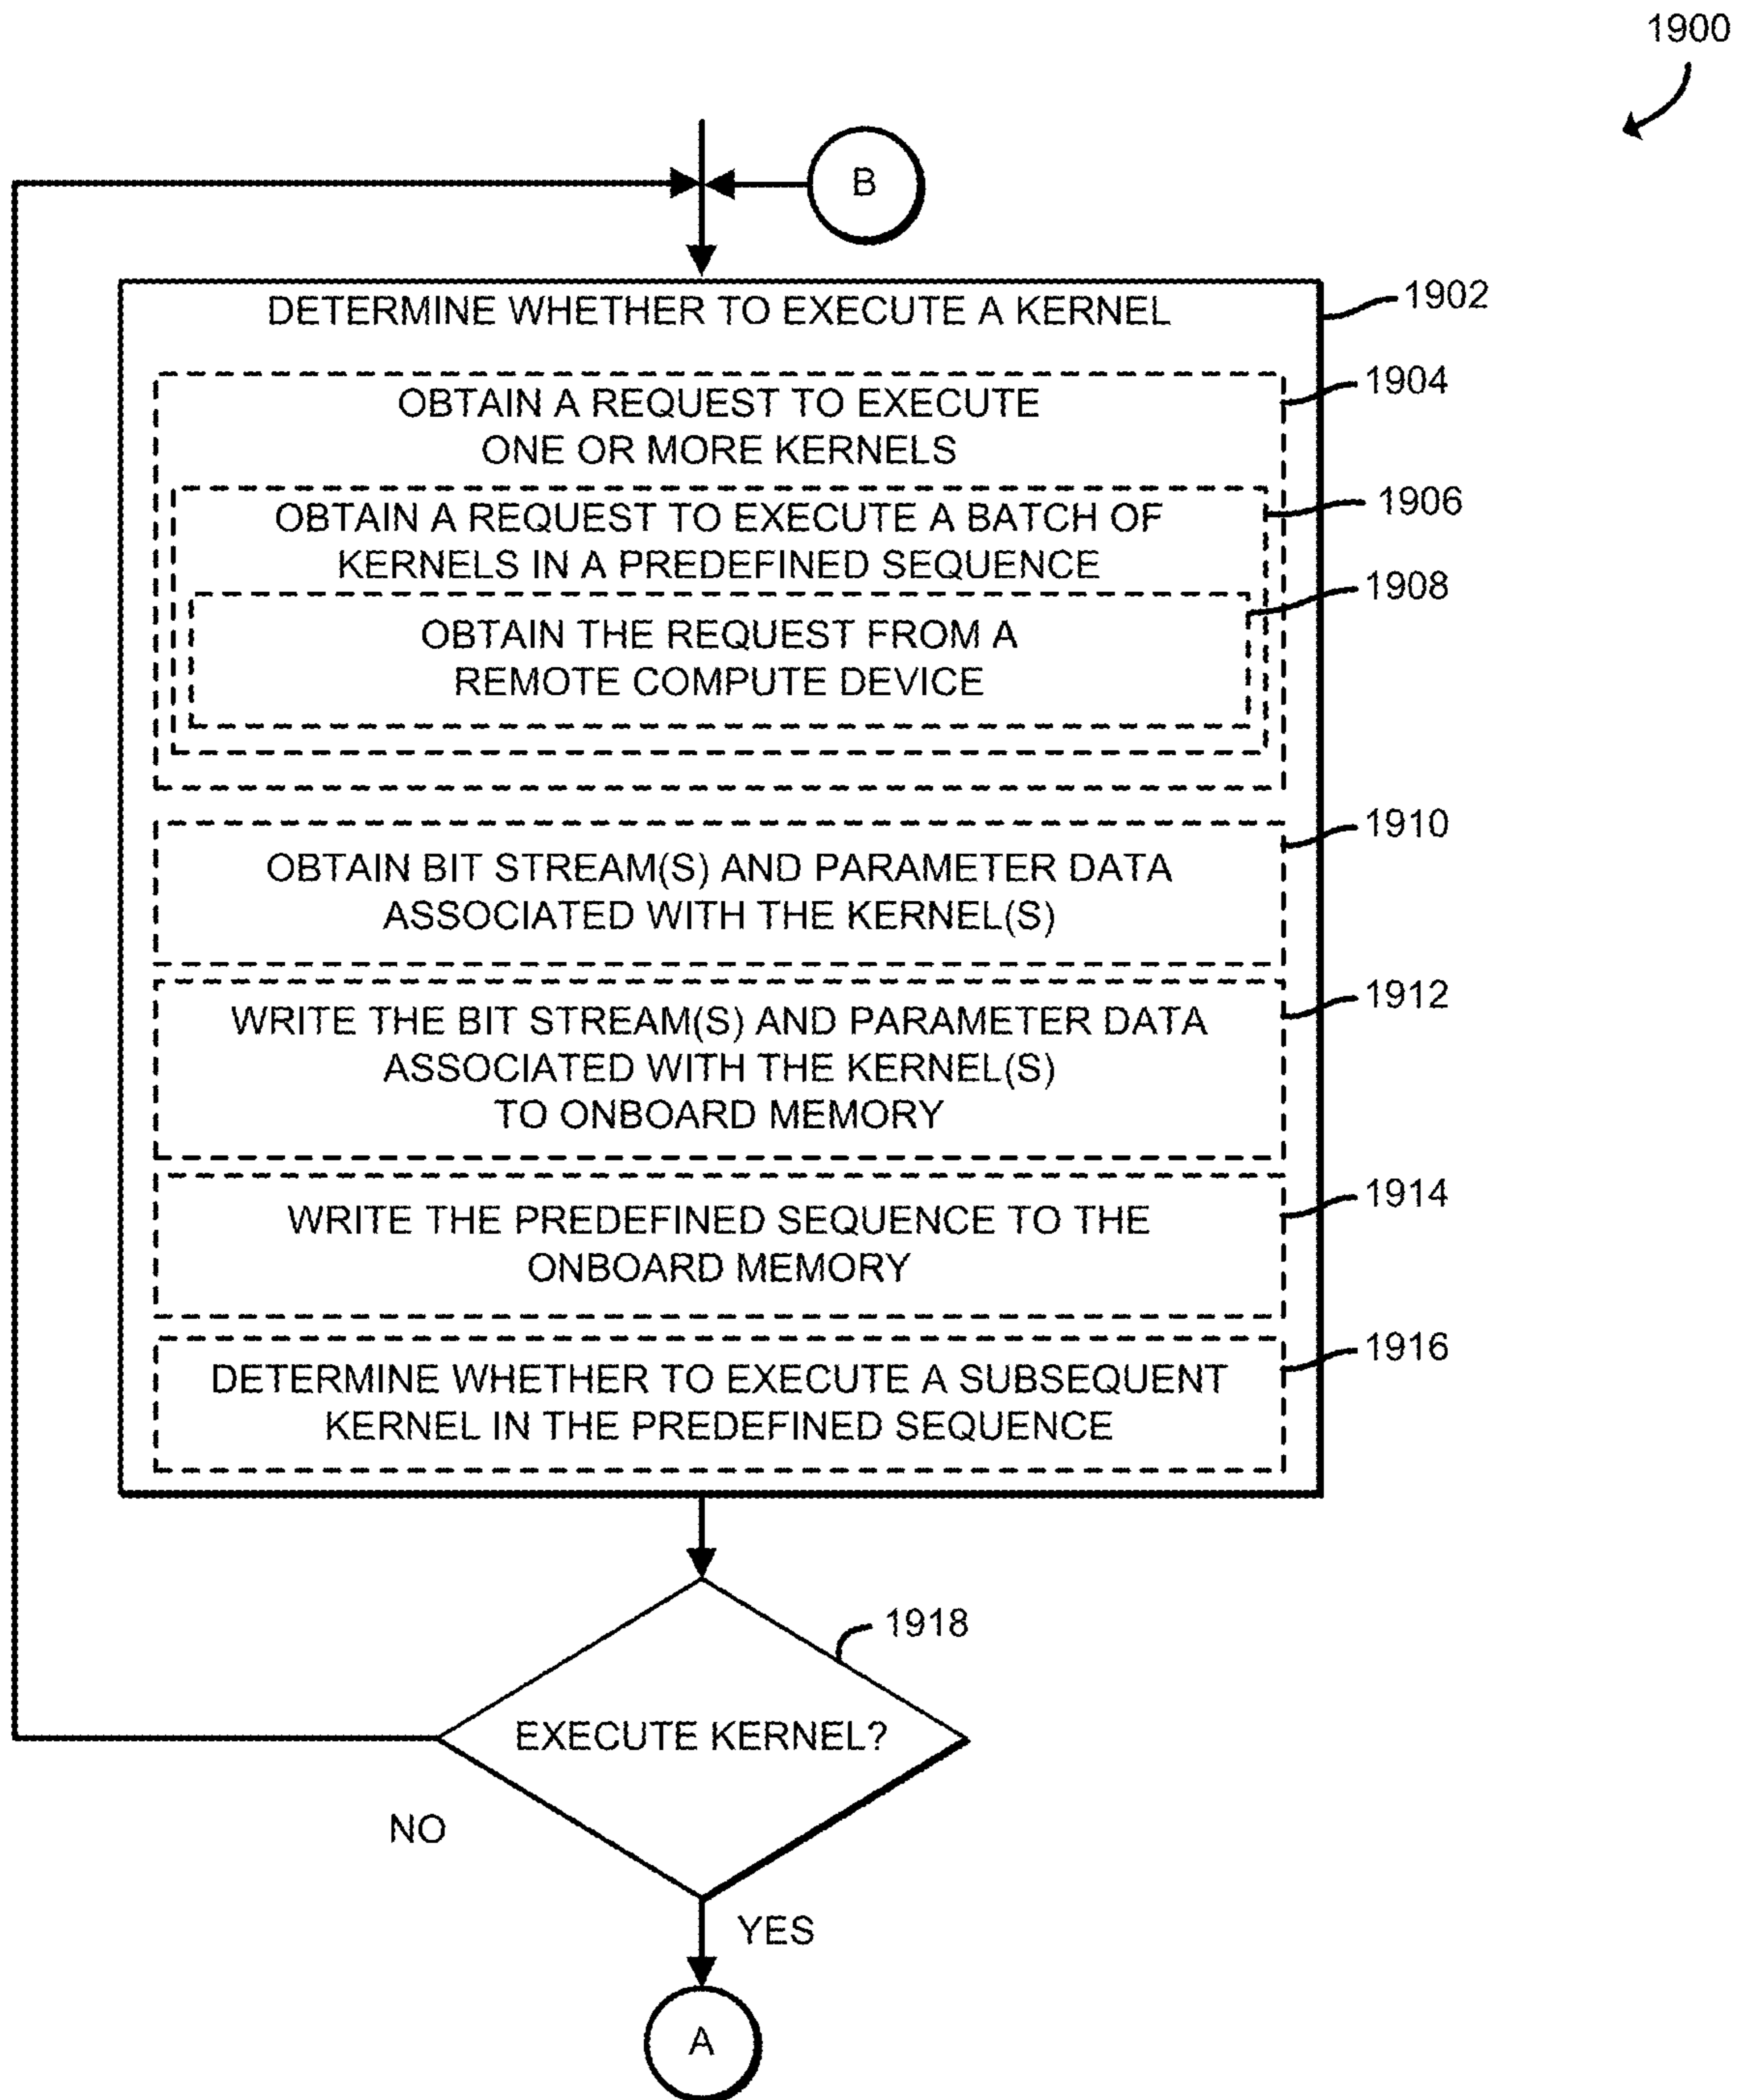 1900
B
DETERMINE WHETHER TO EXECUTE A KERNEL
1902
OBTAIN A REQUEST TO EXECUTE
ONE OR MORE KERNELS
1904
OBTAIN A REQUEST TO EXECUTE A BATCH OF
KERNELS IN A PREDEFINED SEQUENCE
1906
OBTAIN THE REQUEST FROM A
REMOTE COMPUTE DEVICE
1908
OBTAIN BIT STREAM(S) AND PARAMETER DATA
ASSOCIATED WITH THE KERNEL(S)
1910
WRITE THE BIT STREAM(S) AND PARAMETER DATA
ASSOCIATED WITH THE KERNEL(S)
TO ONBOARD MEMORY
1912
WRITE THE PREDEFINED SEQUENCE TO THE
ONBOARD MEMORY
1914
DETERMINE WHETHER TO EXECUTE A SUBSEQUENT
KERNEL IN THE PREDEFINED SEQUENCE
1916
1918
EXECUTE KERNEL?
NO
YES
A